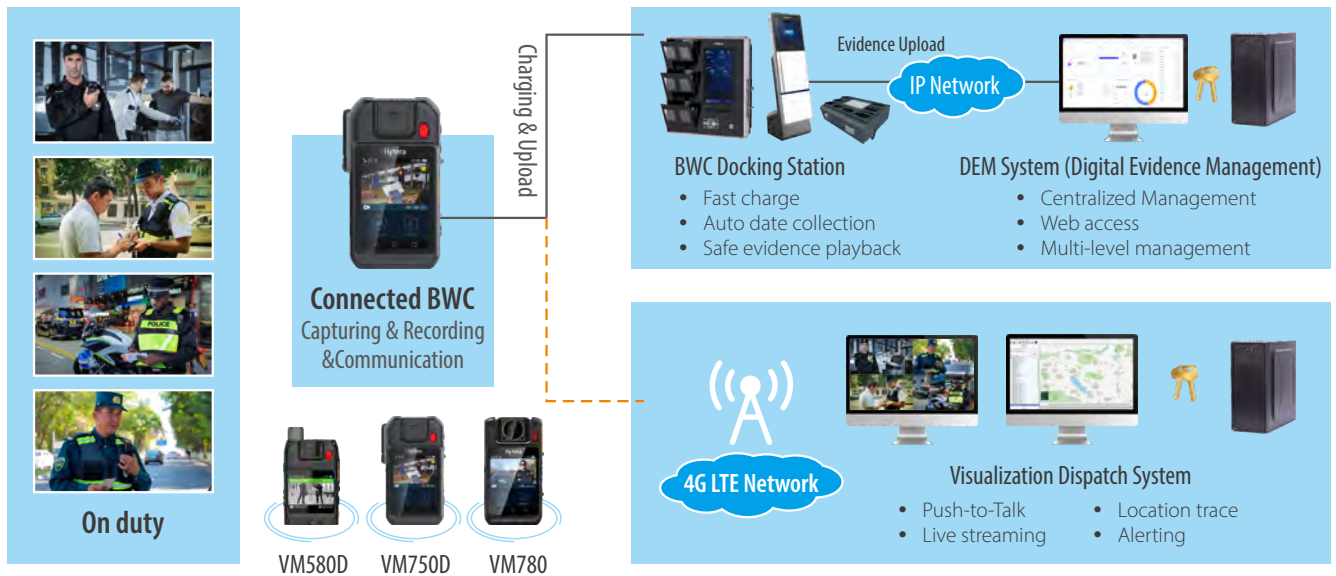 On duty
Connected BWC
Capturing & Recording
&Communication
VM580D
VM750D
VM780
Charging & Upload
Evidence Upload
IP Network
BWC Docking Station
• Fast charge
• Auto date collection
• Safe evidence playback
DEM System (Digital Evidence Management)
• Centralized Management
• Web access
• Multi-level management
4G LTE Network
Visualization Dispatch System
• Push-to-Talk
• Live streaming
• Location trace
• Alerting
Hytera
POLICE